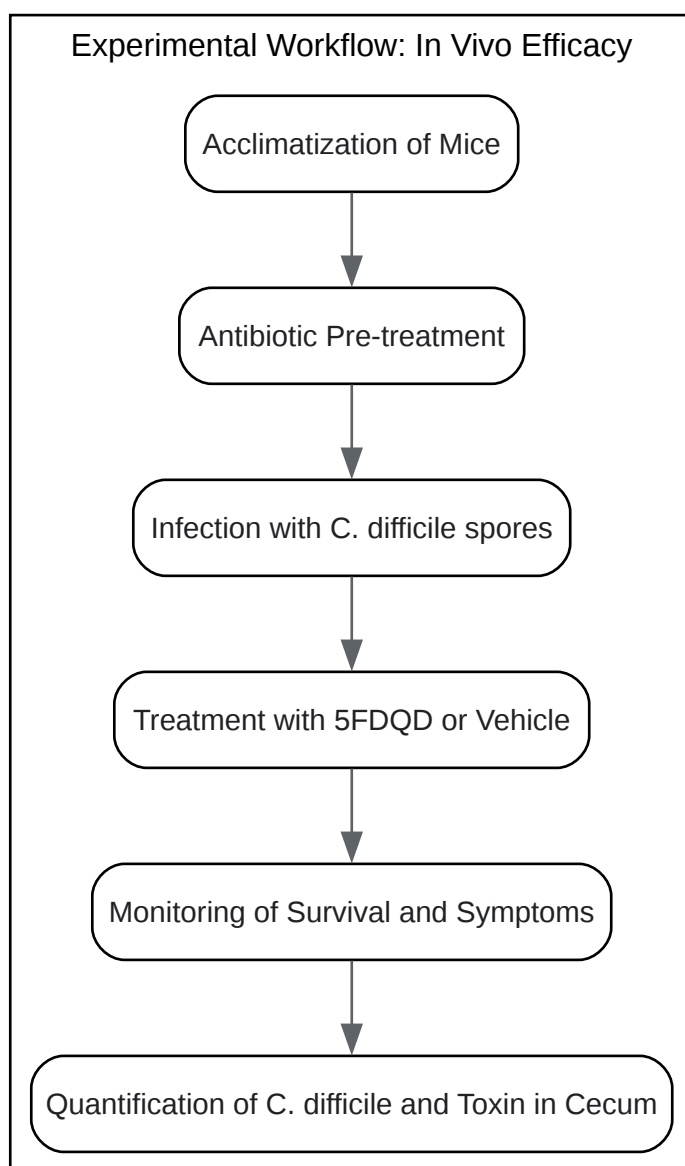 Experimental Workflow: In Vivo Efficacy
Acclimatization of Mice
Antibiotic Pre-treatment
Infection with C. difficile spores
Treatment with 5FDQD or Vehicle
Monitoring of Survival and Symptoms
Quantification of C. difficile and Toxin in Cecum